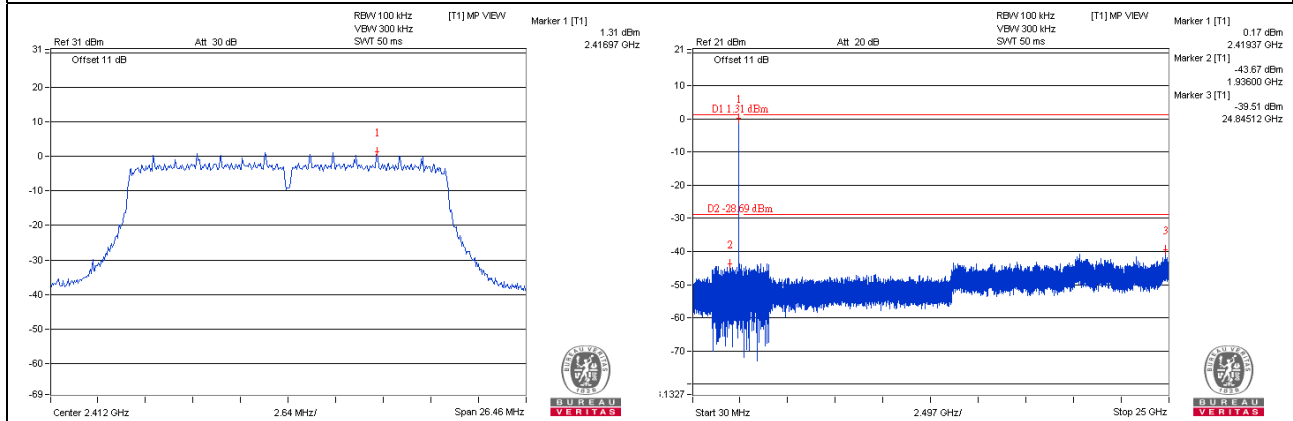 RBW 100 kHz [T1] MP VIEW
VBW 300 kHz
SWT 50 ms
Ref 31 dBm Att 30 dB
Marker 1 [T1]
1.31 dBm
2.41697 GHz
31
Offset 11 dB
20
10
1
0
-10
-20
-30
-40
-50
-60
-69
Center 2.412 GHz 2.64 MHz/ Span 26.46 MHz
BUREAU VERITAS
1828
BUREAU
VERITAS
RBW 100 kHz [T1] MP VIEW
VBW 300 kHz
SWT 50 ms
Ref 21 dBm Att 20 dB
Marker 1 [T1]
0.17 dBm
2.41937 GHz
Marker 2 [T1]
-43.67 dBm
1.93600 GHz
Marker 3 [T1]
-39.51 dBm
24.84512 GHz
21
Offset 11 dB
10
1
D1 1.31 dBm
0
-10
-20
D2 -28.69 dBm
-30
2
3
-40
-50
-60
-70
.1327
Start 30 MHz 2.497 GHz/ Stop 25 GHz
BUREAU VERITAS
1828
BUREAU
VERITAS